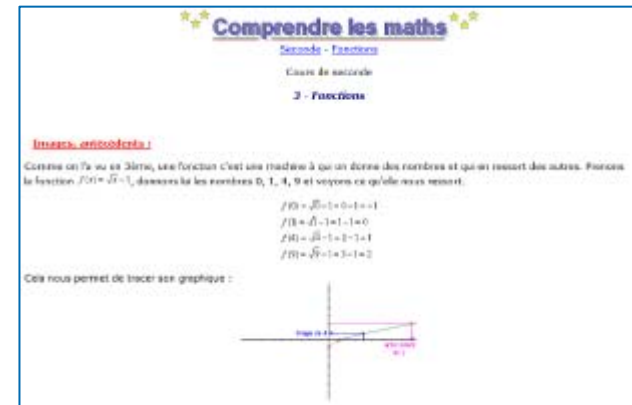 Comprendre les maths
Seconde - Fonctions
Cours de seconde
3 - Fonctions
Images, antécédents :
Comme on l'a vu en 3ème, une fonction c'est une machine à qui on donne des nombres et qui en ressort des autres. Prenons
la fonction f(x) = √x - 1, donnons lui les nombres 0, 1, 4, 9 et voyons ce qu'elle nous ressort.
f(0) = √0 - 1 = 0 - 1 = -1
f(1) = √1 - 1 = 1 - 1 = 0
f(4) = √4 - 1 = 2 - 1 = 1
f(9) = √9 - 1 = 3 - 1 = 2
Cela nous permet de tracer son graphique :